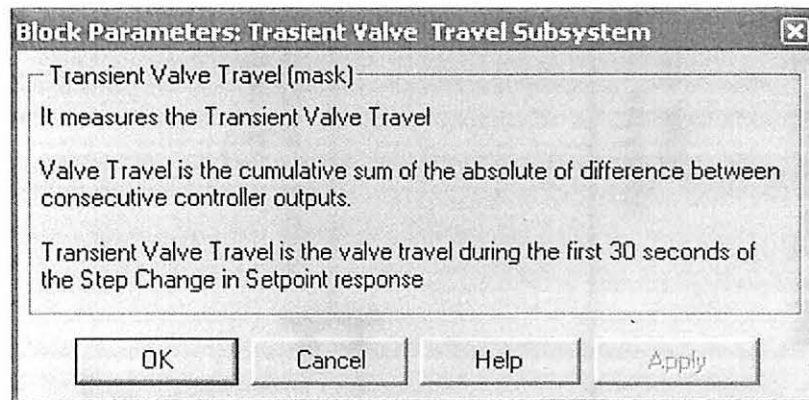 Block Parameters: Trasient Valve Travel Subsystem
Transient Valve Travel (mask)
It measures the Transient Valve Travel
Valve Travel is the cumulative sum of the absolute of difference between
consecutive controller outputs.
Transient Valve Travel is the valve travel during the first 30 seconds of
the Step Change in Setpoint response
OK Cancel Help Apply